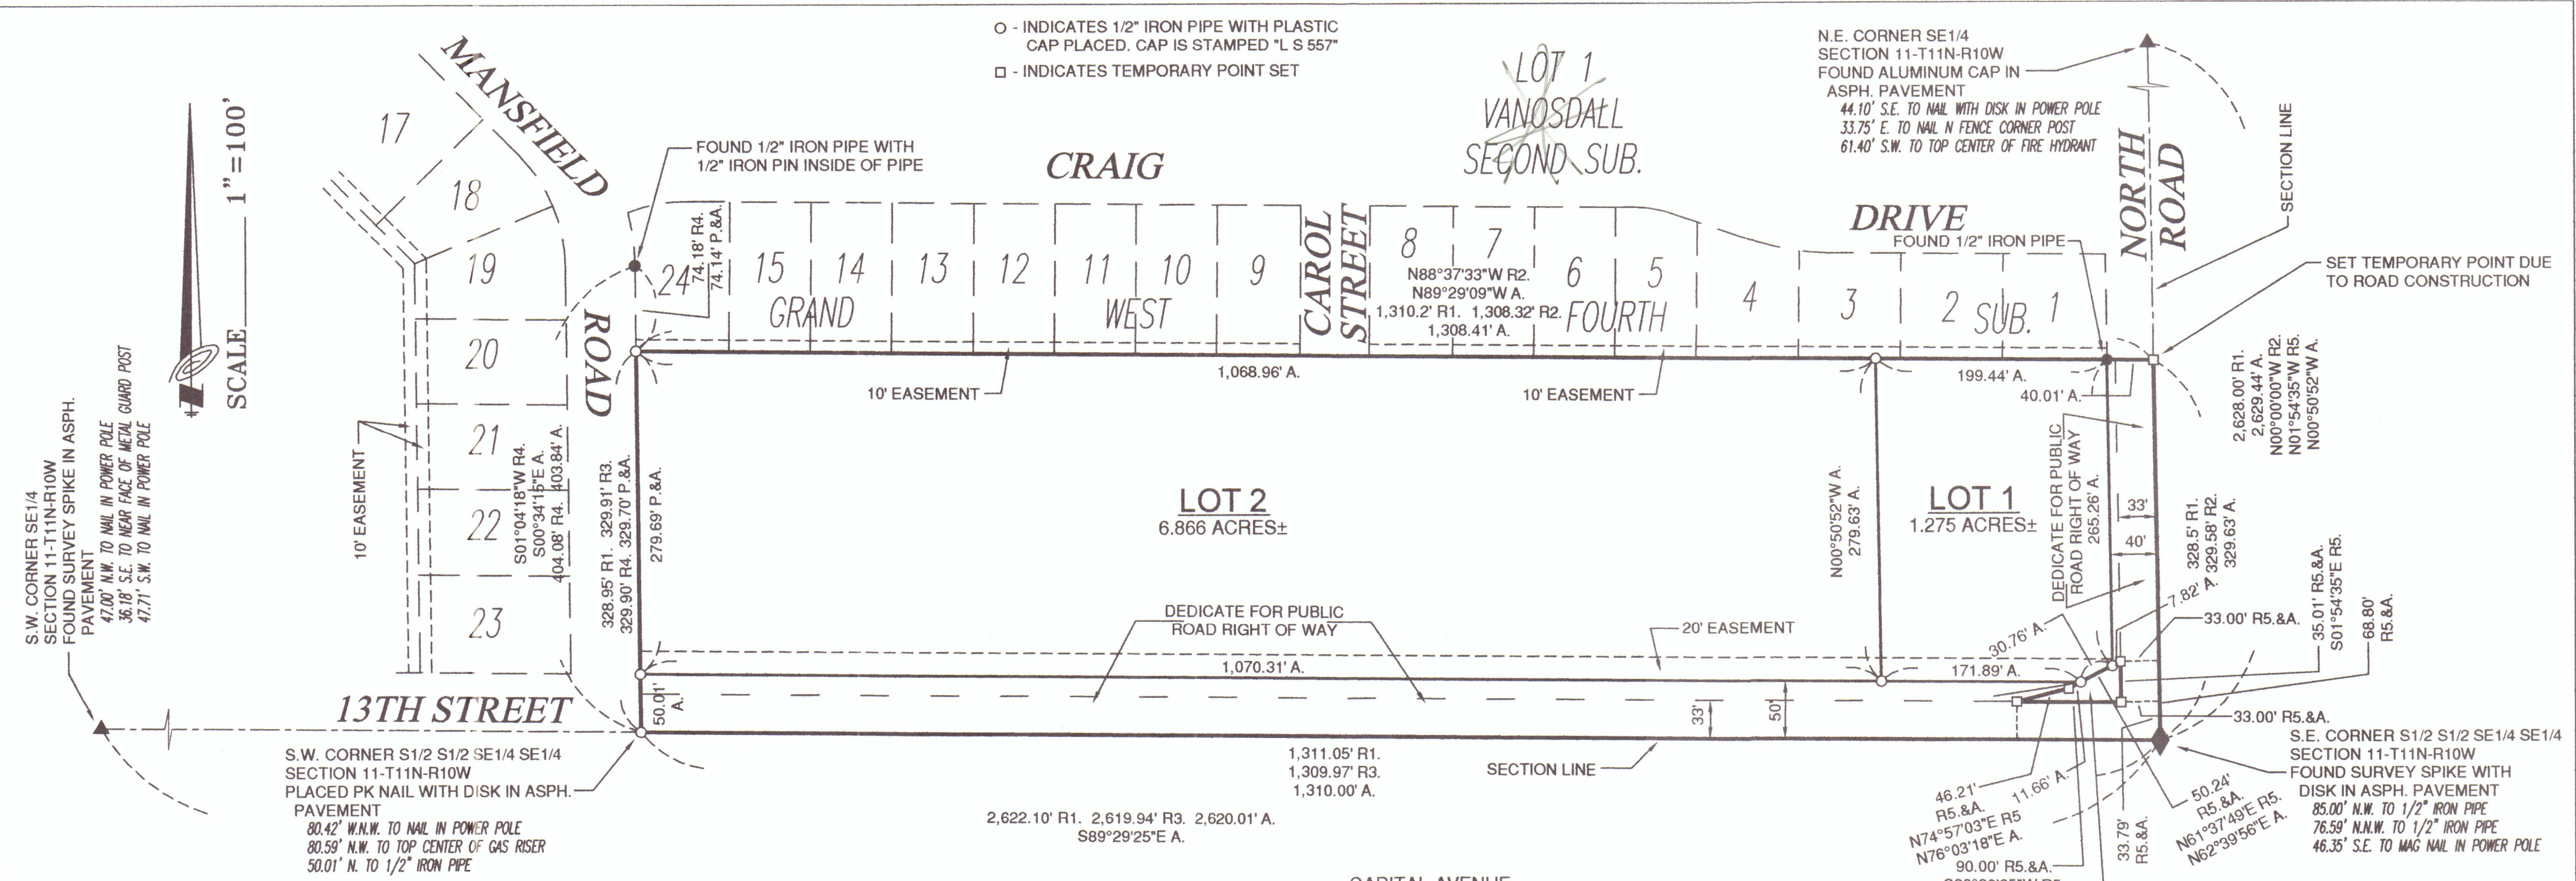 ○ - INDICATES 1/2" IRON PIPE WITH PLASTIC
CAP PLACED. CAP IS STAMPED "L S 557"
□ - INDICATES TEMPORARY POINT SET
LOT 1
VANOSDALL
SECOND SUB.
N.E. CORNER SE1/4
SECTION 11-T11N-R10W
FOUND ALUMINUM CAP IN
ASPH. PAVEMENT
44.10' S.E. TO NAIL WITH DISK IN POWER POLE
33.75' E. TO NAIL N FENCE CORNER POST
61.40' S.W. TO TOP CENTER OF FIRE HYDRANT
NORTH
ROAD
SECTION LINE
MANSFIELD
ROAD
SCALE 1"=100'
FOUND 1/2" IRON PIPE WITH
1/2" IRON PIN INSIDE OF PIPE
CRAIG
DRIVE
FOUND 1/2" IRON PIPE
SET TEMPORARY POINT DUE
TO ROAD CONSTRUCTION
17
18
19
20
21
22
23
24
74.18' R4.
74.14' P.&A.
15
14
13
12
11
10
9
GRAND
WEST
CAROL
STREET
8
7
6
5
4
3
2
1
FOURTH
SUB.
N88°37'33"W R2.
N89°29'09"W A.
1,310.2' R1. 1,308.32' R2.
1,308.41' A.
1,068.96' A.
10' EASEMENT
10' EASEMENT
199.44' A.
40.01' A.
2,628.00' R1.
2,629.44' A.
N00°00'00"W R2.
N01°54'35"W R5.
N00°50'52"W A.
10' EASEMENT
S01°04'18"W R4.
S00°34'15"E A.
404.08' R4. 403.84' A.
328.95' R1. 329.91' R3.
329.90' R4. 329.70' P.&A.
279.69' P.&A.
LOT 2
6.866 ACRES±
N00°50'52"W A.
279.63' A.
LOT 1
1.275 ACRES±
DEDICATE FOR PUBLIC
ROAD RIGHT OF WAY
265.26' A.
33'
40'
328.5' R1.
329.58' R2.
329.63' A.
S.W. CORNER SE1/4
SECTION 11-T11N-R10W
FOUND SURVEY SPIKE IN ASPH.
PAVEMENT
47.00' N.W. TO NAIL IN POWER POLE
36.18' S.E. TO NEAR FACE OF METAL GUARD POST
47.71' S.W. TO NAIL IN POWER POLE
DEDICATE FOR PUBLIC
ROAD RIGHT OF WAY
20' EASEMENT
7.82' A.
33.00' R5.&A.
35.01' R5.&A.
S01°54'35"E R5.
68.80'
R5.&A.
30.76' A.
1,070.31' A.
171.89' A.
50.01'
A.
33'
50'
33.00' R5.&A.
13TH STREET
S.W. CORNER S1/2 S1/2 SE1/4 SE1/4
SECTION 11-T11N-R10W
PLACED PK NAIL WITH DISK IN ASPH.
PAVEMENT
80.42' W.N.W. TO NAIL IN POWER POLE
80.59' N.W. TO TOP CENTER OF GAS RISER
50.01' N. TO 1/2" IRON PIPE
1,311.05' R1.
1,309.97' R3.
1,310.00' A.
SECTION LINE
2,622.10' R1. 2,619.94' R3. 2,620.01' A.
S89°29'25"E A.
S.E. CORNER S1/2 S1/2 SE1/4 SE1/4
SECTION 11-T11N-R10W
FOUND SURVEY SPIKE WITH
DISK IN ASPH. PAVEMENT
85.00' N.W. TO 1/2" IRON PIPE
76.59' N.N.W. TO 1/2" IRON PIPE
46.35' S.E. TO MAG NAIL IN POWER POLE
46.21'
R5.&A.
N74°57'03"E R5
N76°03'18"E A.
11.66' A.
90.00' R5.&A.
33.79'
R5.&A.
50.24'
R5.&A.
N61°37'49"E R5.
N62°39'56"E A.
CAPITAL AVENUE